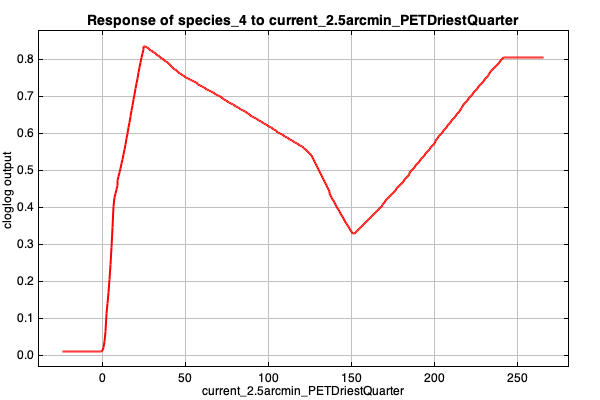 Response of species_4 to current_2.5arcmin_PETDriestQuarter
cloglog output
0.8
0.7
0.6
0.5
0.4
0.3
0.2
0.1
0.0
0 50 100 150 200 250
current_2.5arcmin_PETDriestQuarter